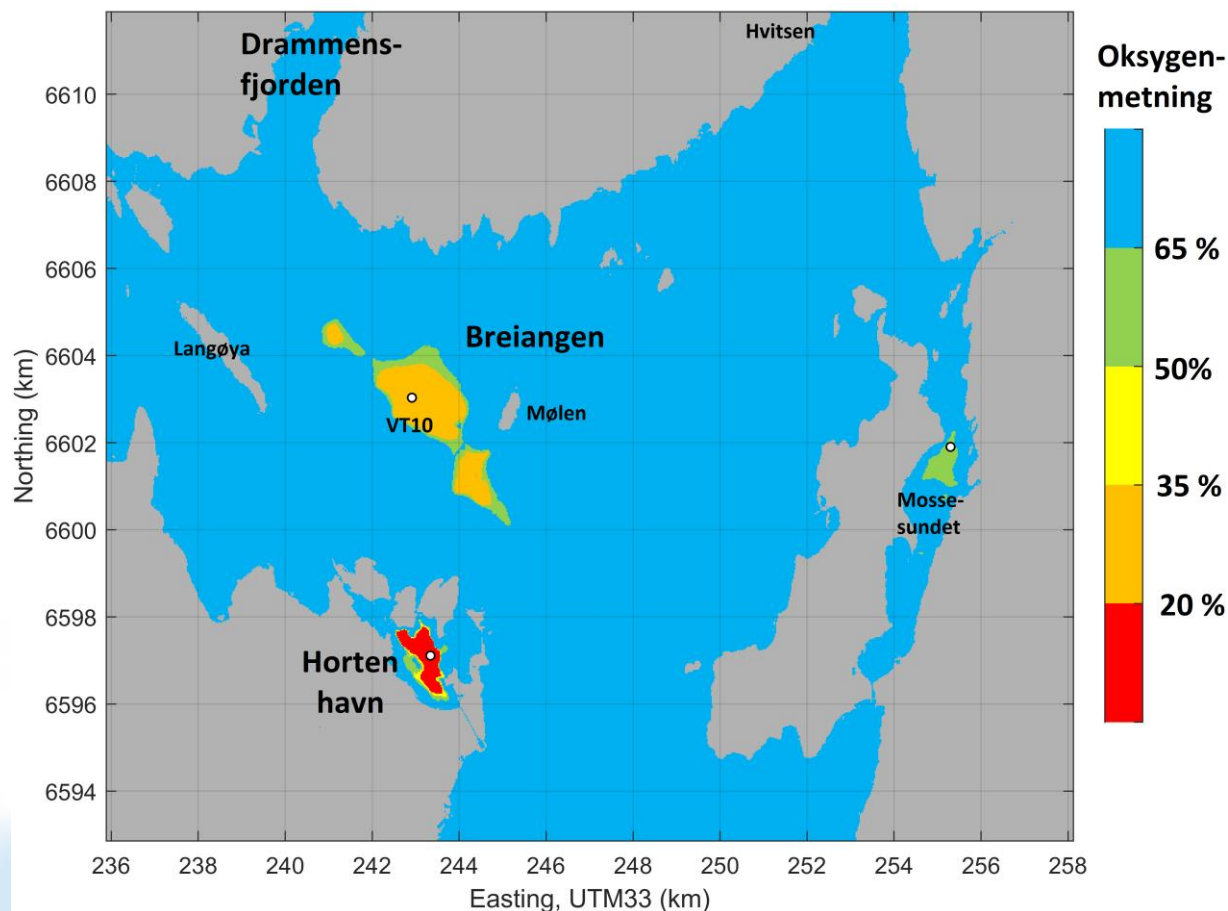 Drammens-
fjorden
Hvitsen
Oksygen-
metning
6610
6608
6606
6604
6602
6600
6598
6596
6594
Northing (km)
Langøya
Breiangen
VT10
Mølen
Mosse-
sundet
Horten
havn
65 %
50%
35 %
20 %
236
238
240
242
244
246
248
250
252
254
256
258
Easting, UTM33 (km)